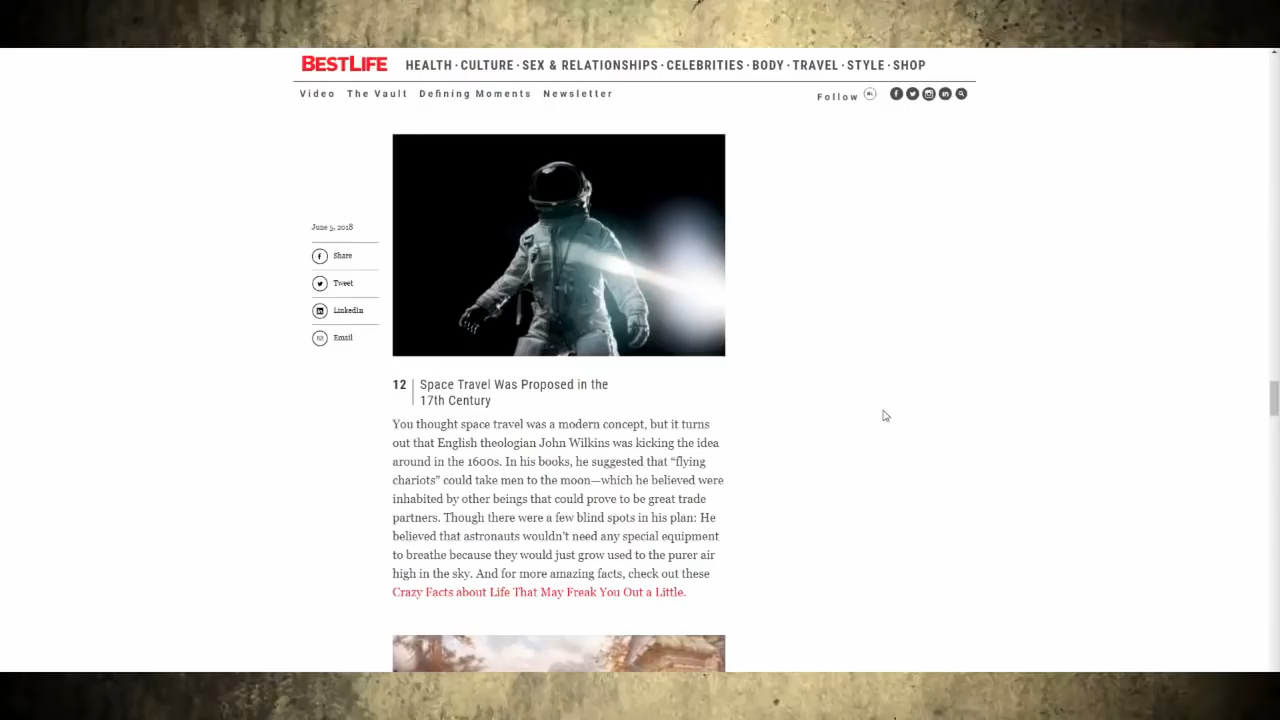 BESTLIFE
HEALTH · CULTURE · SEX & RELATIONSHIPS · CELEBRITIES · BODY · TRAVEL · STYLE · SHOP
Video The Vault Defining Moments Newsletter
Follow BL
June 5, 2018
Share
Tweet
LinkedIn
Email
12 Space Travel Was Proposed in the
17th Century
You thought space travel was a modern concept, but it turns
out that English theologian John Wilkins was kicking the idea
around in the 1600s. In his books, he suggested that “flying
chariots” could take men to the moon—which he believed were
inhabited by other beings that could prove to be great trade
partners. Though there were a few blind spots in his plan: He
believed that astronauts wouldn’t need any special equipment
to breathe because they would just grow used to the purer air
high in the sky. And for more amazing facts, check out these
Crazy Facts about Life That May Freak You Out a Little.